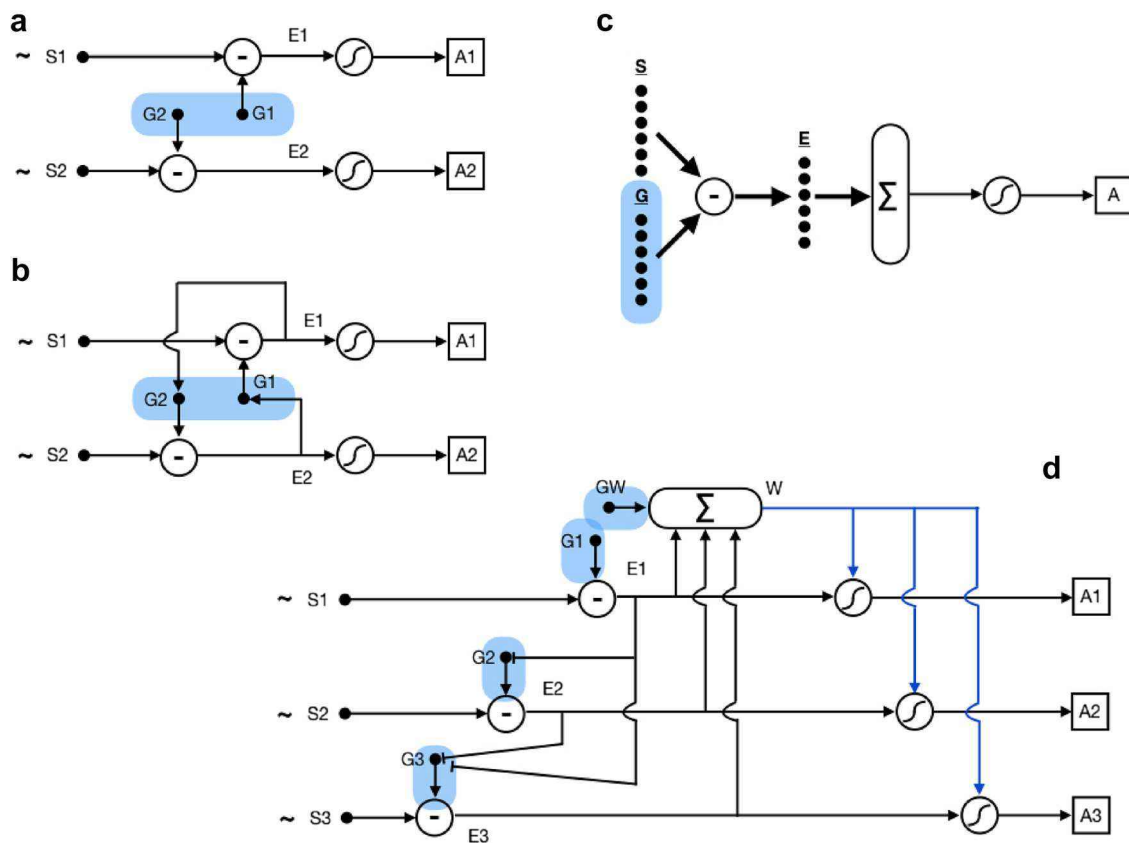 a
~ S1 - E1 A1
G2 G1
~ S2 - E2 A2
b
~ S1 - E1 A1
G2 G1
~ S2 - E2 A2
c
S
G
- E Σ A
d
GW Σ W
G1
~ S1 - E1 A1
G2
~ S2 - E2 A2
G3
~ S3 - E3 A3